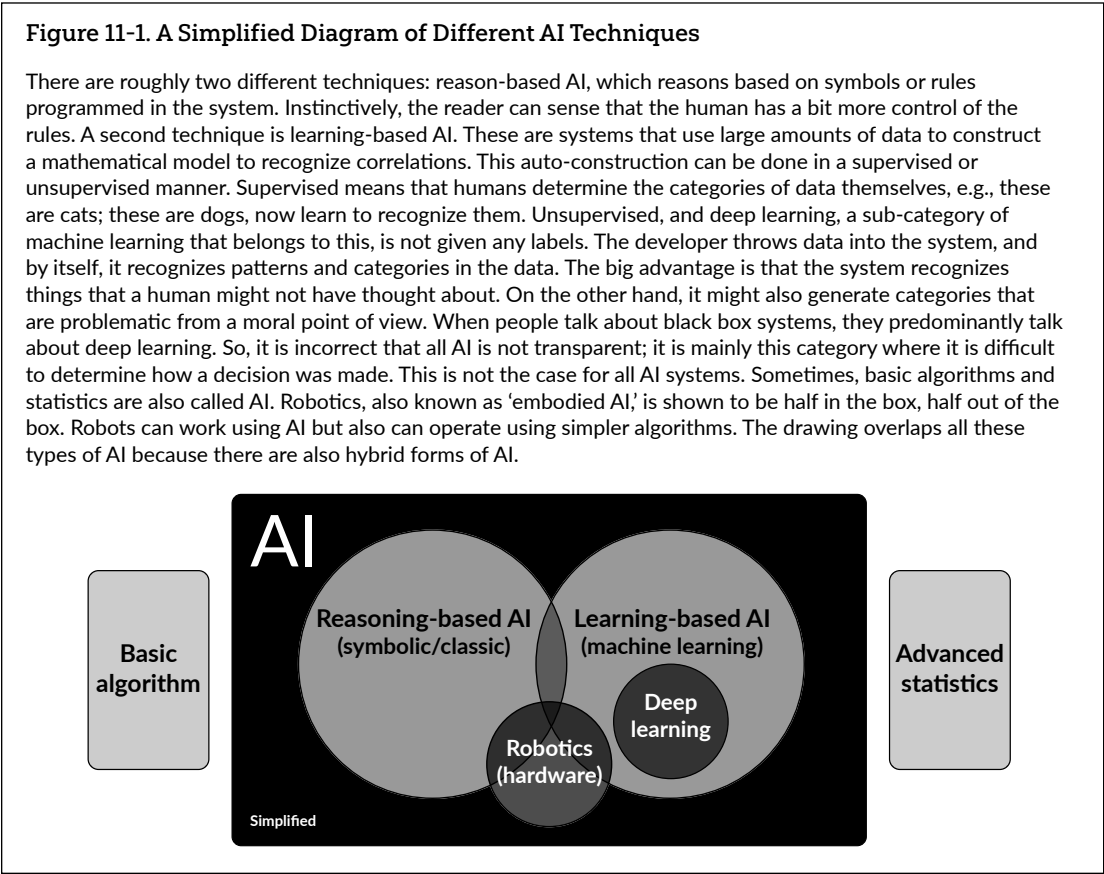 Figure 11-1. A Simplified Diagram of Different AI Techniques
There are roughly two different techniques: reason-based AI, which reasons based on symbols or rules
programmed in the system. Instinctively, the reader can sense that the human has a bit more control of the
rules. A second technique is learning-based AI. These are systems that use large amounts of data to construct
a mathematical model to recognize correlations. This auto-construction can be done in a supervised or
unsupervised manner. Supervised means that humans determine the categories of data themselves, e.g., these
are cats; these are dogs, now learn to recognize them. Unsupervised, and deep learning, a sub-category of
machine learning that belongs to this, is not given any labels. The developer throws data into the system, and
by itself, it recognizes patterns and categories in the data. The big advantage is that the system recognizes
things that a human might not have thought about. On the other hand, it might also generate categories that
are problematic from a moral point of view. When people talk about black box systems, they predominantly talk
about deep learning. So, it is incorrect that all AI is not transparent; it is mainly this category where it is difficult
to determine how a decision was made. This is not the case for all AI systems. Sometimes, basic algorithms and
statistics are also called AI. Robotics, also known as ‘embodied AI,’ is shown to be half in the box, half out of the
box. Robots can work using AI but also can operate using simpler algorithms. The drawing overlaps all these
types of AI because there are also hybrid forms of AI.
AI
Basic
algorithm
Reasoning-based AI
(symbolic/classic)
Learning-based AI
(machine learning)
Deep
learning
Robotics
(hardware)
Simplified
Advanced
statistics